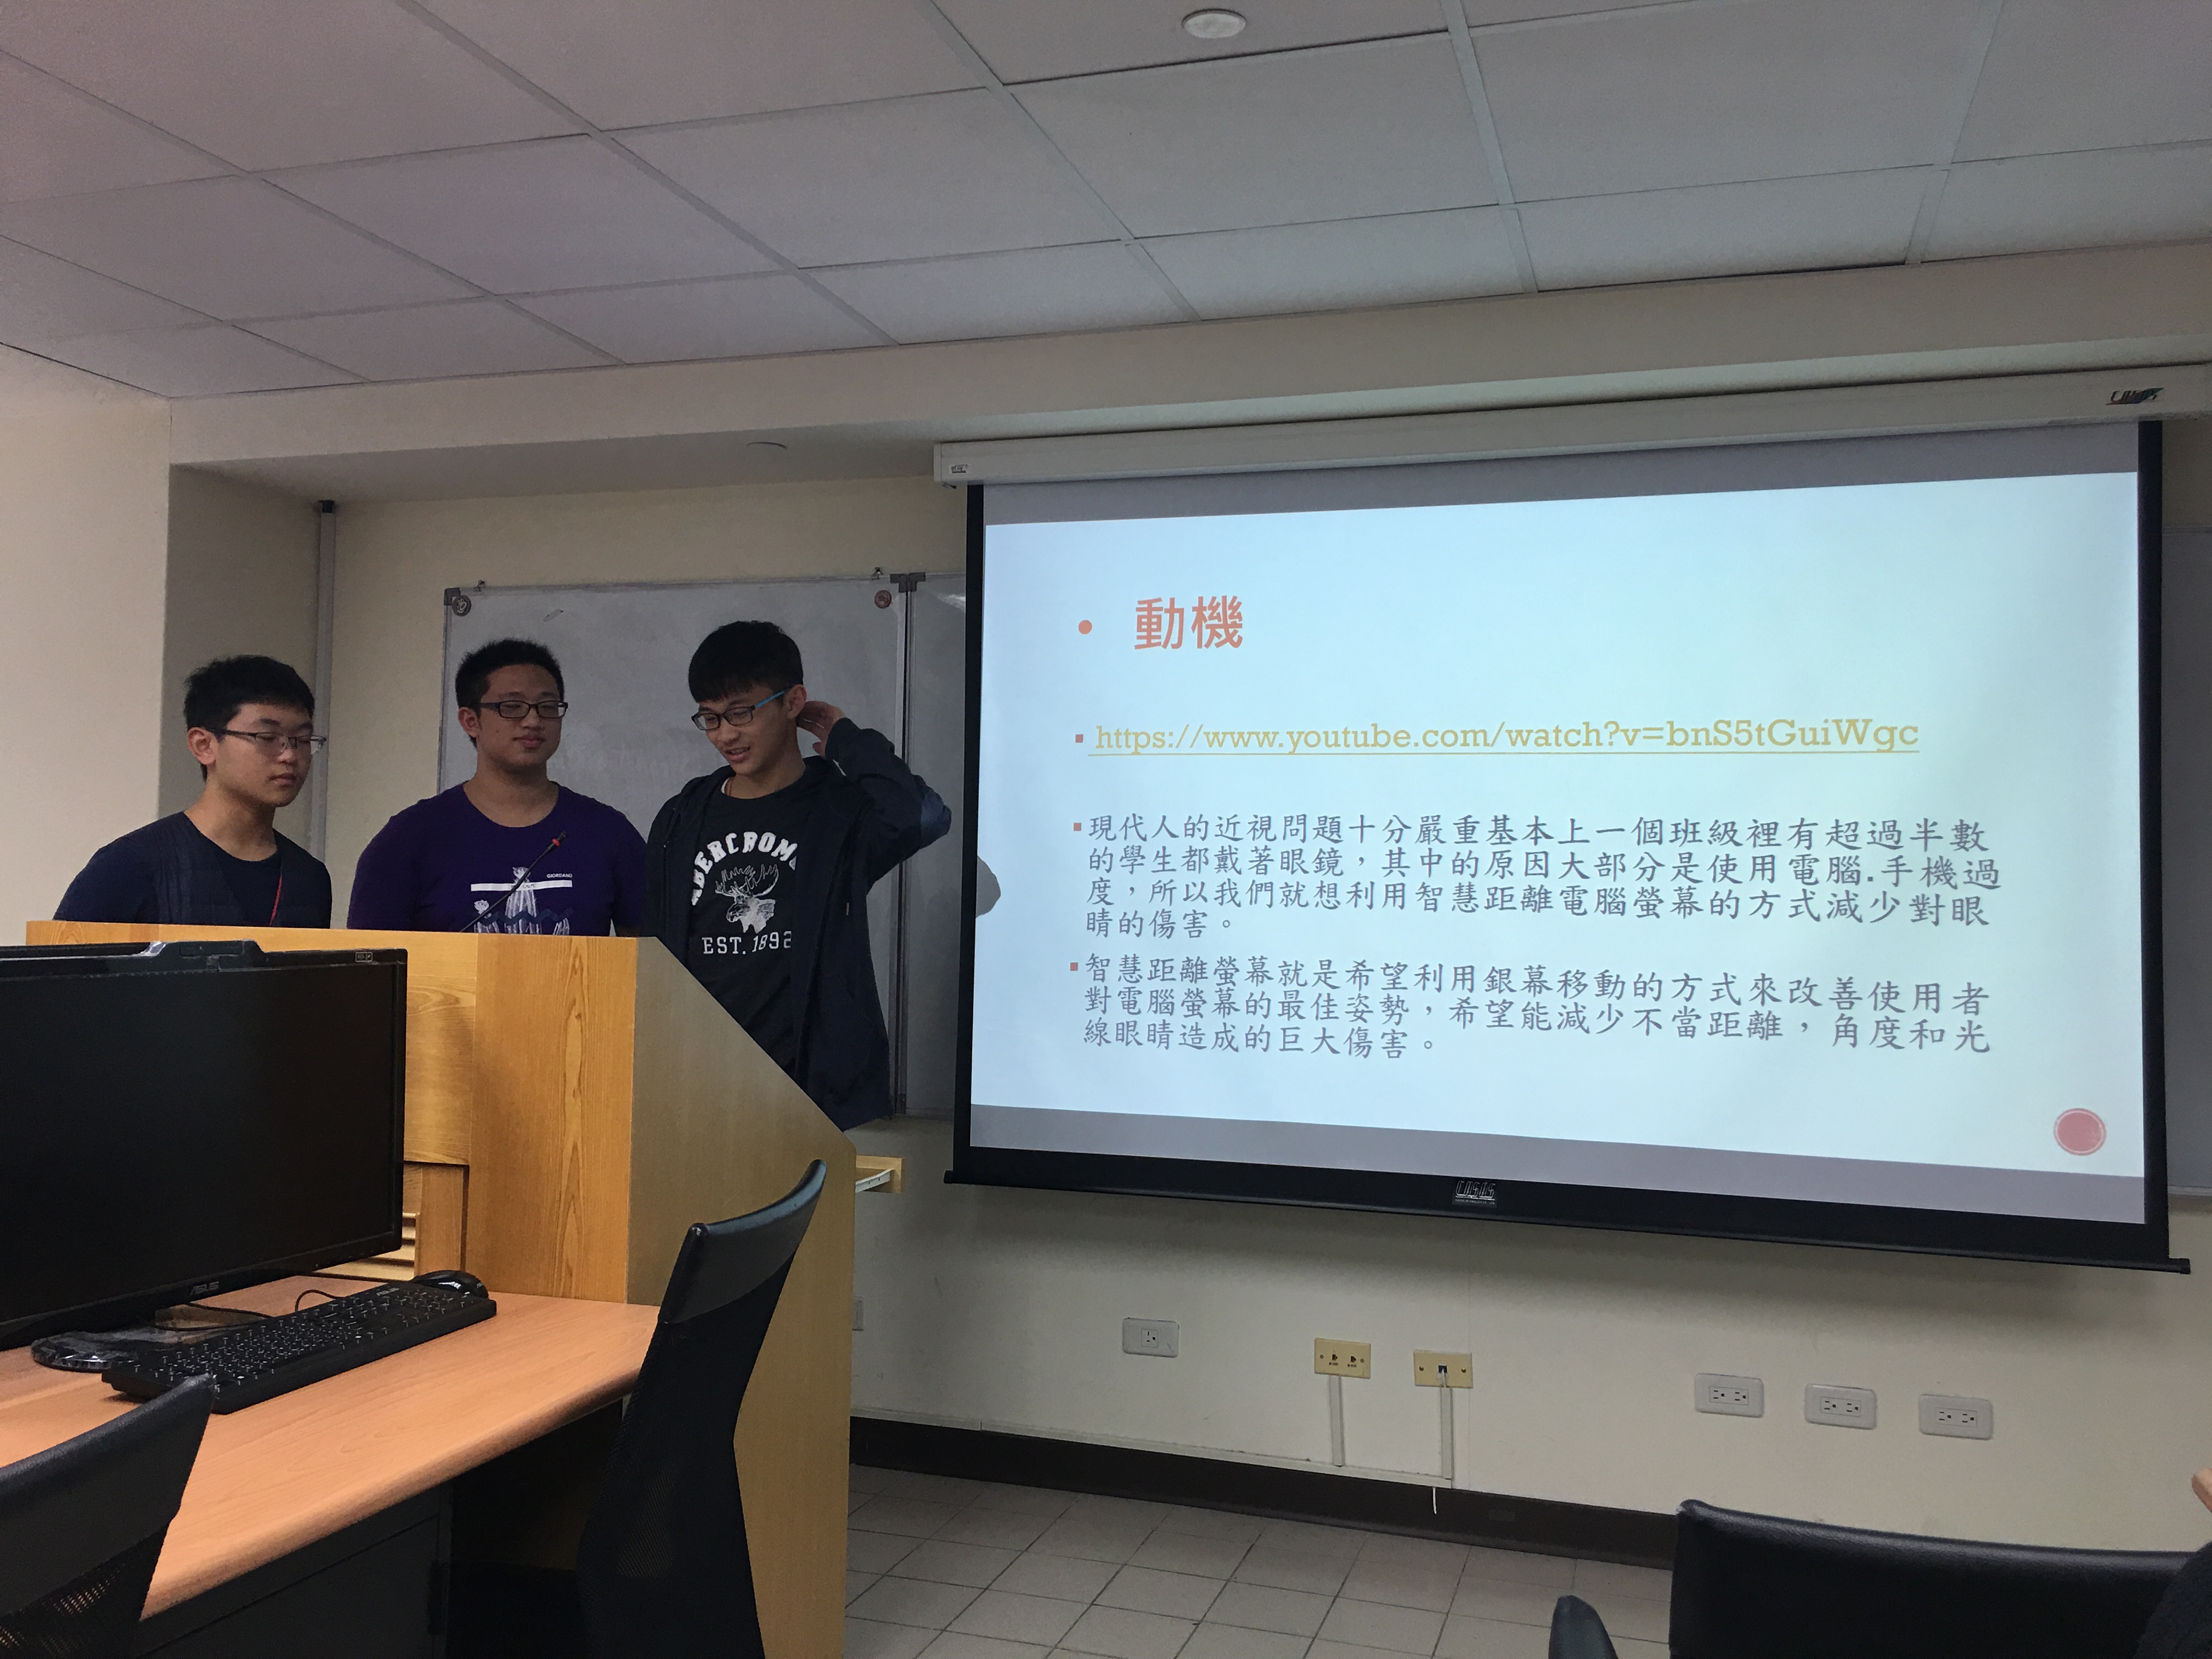 動機
https://www.youtube.com/watch?v=bnS5tGuiWgc
現代人的近視問題十分嚴重基本上一個班級裡有超過半數
的學生都戴著眼鏡，其中的原因大部分是使用電腦.手機過
度，所以我們就想利用智慧距離電腦螢幕的方式減少對眼
睛的傷害。
智慧距離螢幕就是希望利用銀幕移動的方式來改善使用者
對電腦螢幕的最佳姿勢，希望能減少不當距離，角度和光
線眼睛造成的巨大傷害。
GIORDANO
EST. 1892
ASUS